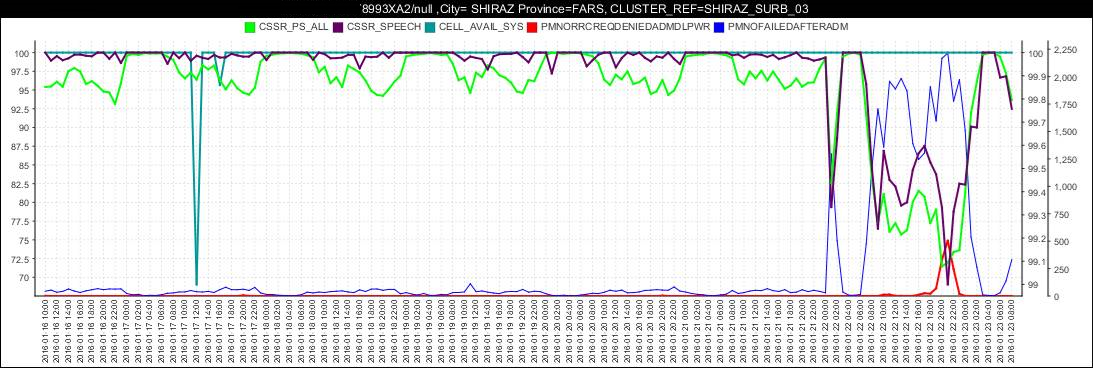 8993XA2/null ,City= SHIRAZ Province=FARS, CLUSTER_REF=SHIRAZ_SURB_03
CSSR_PS_ALL CSSR_SPEECH CELL_AVAIL_SYS PMNORRCREQDENIEDADMDLPWR PMNOFAILEDAFTERADM
100
97.5
95
92.5
90
87.5
85
82.5
80
77.5
75
72.5
70
100
99.9
99.8
99.7
99.6
99.5
99.4
99.3
99.2
99.1
99
2,250
2,000
1,750
1,500
1,250
1,000
750
500
250
0
2016 01 16 10:00
2016 01 16 12:00
2016 01 16 14:00
2016 01 16 16:00
2016 01 16 18:00
2016 01 16 20:00
2016 01 16 22:00
2016 01 17 00:00
2016 01 17 02:00
2016 01 17 04:00
2016 01 17 06:00
2016 01 17 08:00
2016 01 17 10:00
2016 01 17 12:00
2016 01 17 14:00
2016 01 17 16:00
2016 01 17 18:00
2016 01 17 20:00
2016 01 17 22:00
2016 01 18 00:00
2016 01 18 02:00
2016 01 18 04:00
2016 01 18 06:00
2016 01 18 08:00
2016 01 18 10:00
2016 01 18 12:00
2016 01 18 14:00
2016 01 18 16:00
2016 01 18 18:00
2016 01 18 20:00
2016 01 18 22:00
2016 01 19 00:00
2016 01 19 02:00
2016 01 19 04:00
2016 01 19 06:00
2016 01 19 08:00
2016 01 19 10:00
2016 01 19 12:00
2016 01 19 14:00
2016 01 19 16:00
2016 01 19 18:00
2016 01 19 20:00
2016 01 19 22:00
2016 01 20 00:00
2016 01 20 02:00
2016 01 20 04:00
2016 01 20 06:00
2016 01 20 08:00
2016 01 20 10:00
2016 01 20 12:00
2016 01 20 14:00
2016 01 20 16:00
2016 01 20 18:00
2016 01 20 20:00
2016 01 20 22:00
2016 01 21 00:00
2016 01 21 02:00
2016 01 21 04:00
2016 01 21 06:00
2016 01 21 08:00
2016 01 21 10:00
2016 01 21 12:00
2016 01 21 14:00
2016 01 21 16:00
2016 01 21 18:00
2016 01 21 20:00
2016 01 21 22:00
2016 01 22 00:00
2016 01 22 02:00
2016 01 22 04:00
2016 01 22 06:00
2016 01 22 08:00
2016 01 22 10:00
2016 01 22 12:00
2016 01 22 14:00
2016 01 22 16:00
2016 01 22 18:00
2016 01 22 20:00
2016 01 22 22:00
2016 01 23 00:00
2016 01 23 02:00
2016 01 23 04:00
2016 01 23 06:00
2016 01 23 08:00